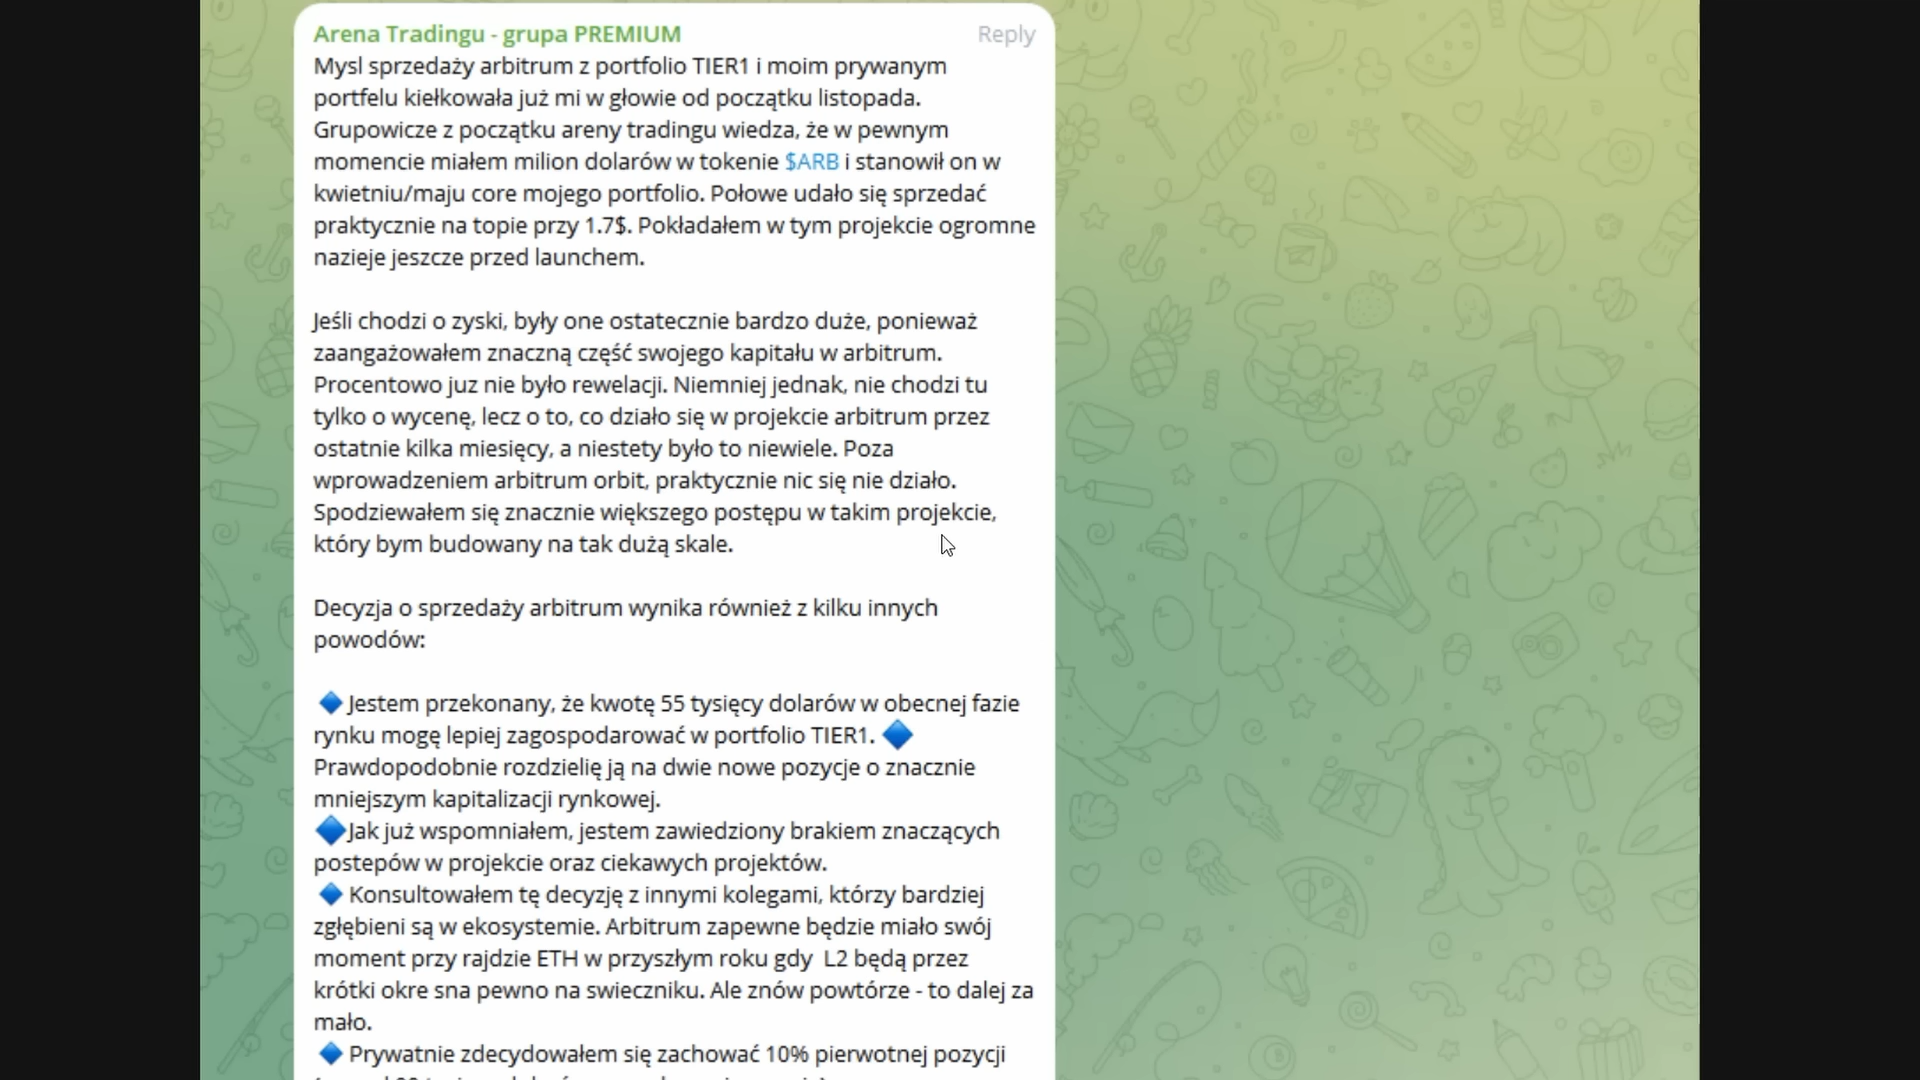 Arena Tradingu - grupa PREMIUM
Reply
Mysl sprzedaży arbitrum z portfolio TIER1 i moim prywanym
portfelu kiełkowała już mi w głowie od początku listopada.
Grupowicze z początku areny tradingu wiedza, że w pewnym
momencie miałem milion dolarów w tokenie $ARB i stanowił on w
kwietniu/maju core mojego portfolio. Połowe udało się sprzedać
praktycznie na topie przy 1.7$. Pokładałem w tym projekcie ogromne
nazieje jeszcze przed launchem.
Jeśli chodzi o zyski, były one ostatecznie bardzo duże, ponieważ
zaangażowałem znaczną część swojego kapitału w arbitrum.
Procentowo juz nie było rewelacji. Niemniej jednak, nie chodzi tu
tylko o wycenę, lecz o to, co działo się w projekcie arbitrum przez
ostatnie kilka miesięcy, a niestety było to niewiele. Poza
wprowadzeniem arbitrum orbit, praktycznie nic się nie działo.
Spodziewałem się znacznie większego postępu w takim projekcie,
który bym budowany na tak dużą skale.
Decyzja o sprzedaży arbitrum wynika również z kilku innych
powodów:
🔹 Jestem przekonany, że kwotę 55 tysięcy dolarów w obecnej fazie
rynku mogę lepiej zagospodarować w portfolio TIER1. 🔷
Prawdopodobnie rozdzielię ją na dwie nowe pozycje o znacznie
mniejszym kapitalizacji rynkowej.
🔷Jak już wspomniałem, jestem zawiedziony brakiem znaczących
postepów w projekcie oraz ciekawych projektów.
🔹 Konsultowałem tę decyzję z innymi kolegami, którzy bardziej
zgłębieni są w ekosystemie. Arbitrum zapewne będzie miało swój
moment przy rajdzie ETH w przyszłym roku gdy L2 będą przez
krótki okre sna pewno na swieczniku. Ale znów powtórze - to dalej za
mało.
🔹 Prywatnie zdecydowałem się zachować 10% pierwotnej pozycji